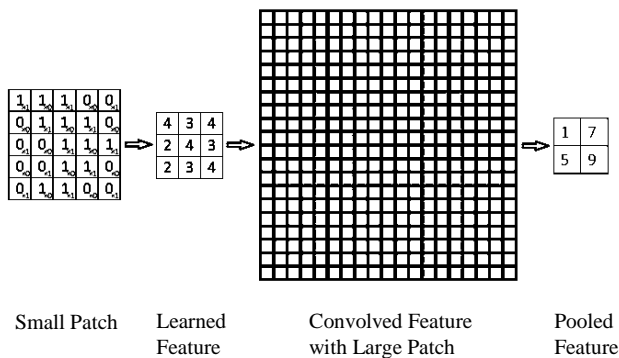 1 1 1 0 0
0 1 1 1 0
0 0 1 1 1
0 0 1 1 0
0 1 1 0 0
4 3 4
2 4 3
2 3 4
1 7
5 9
Small Patch
Learned
Feature
Convolved Feature
with Large Patch
Pooled
Feature